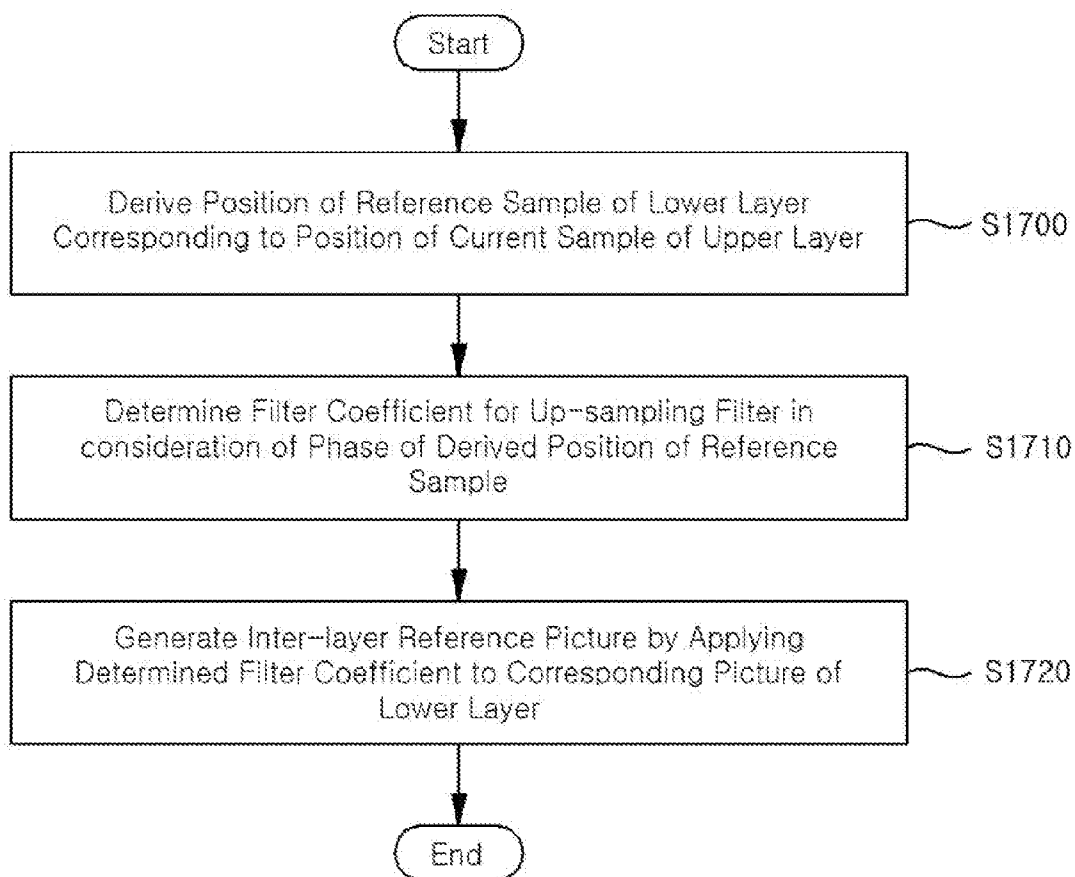 Start
Derive Position of Reference Sample of Lower Layer
Corresponding to Position of Current Sample of Upper Layer
S1700
Determine Filter Coefficient for Up-sampling Filter in
consideration of Phase of Derived Position of Reference
Sample
S1710
Generate Inter-layer Reference Picture by Applying
Determined Filter Coefficient to Corresponding Picture of
Lower Layer
S1720
End